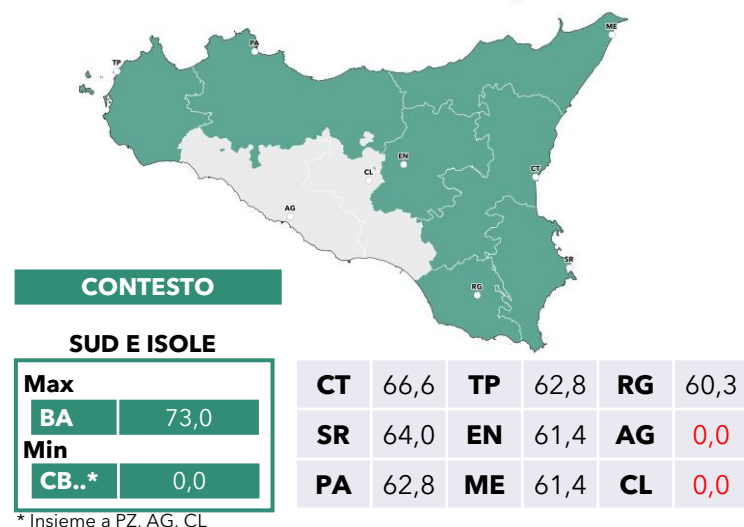 ME
PA
TP
EN
CL
CT
AG
SR
RG
CONTESTO
SUD E ISOLE
Max
BA 73,0
Min
CB..* 0,0
* Insieme a PZ, AG, CL
CT 66,6 TP 62,8 RG 60,3
SR 64,0 EN 61,4 AG 0,0
PA 62,8 ME 61,4 CL 0,0